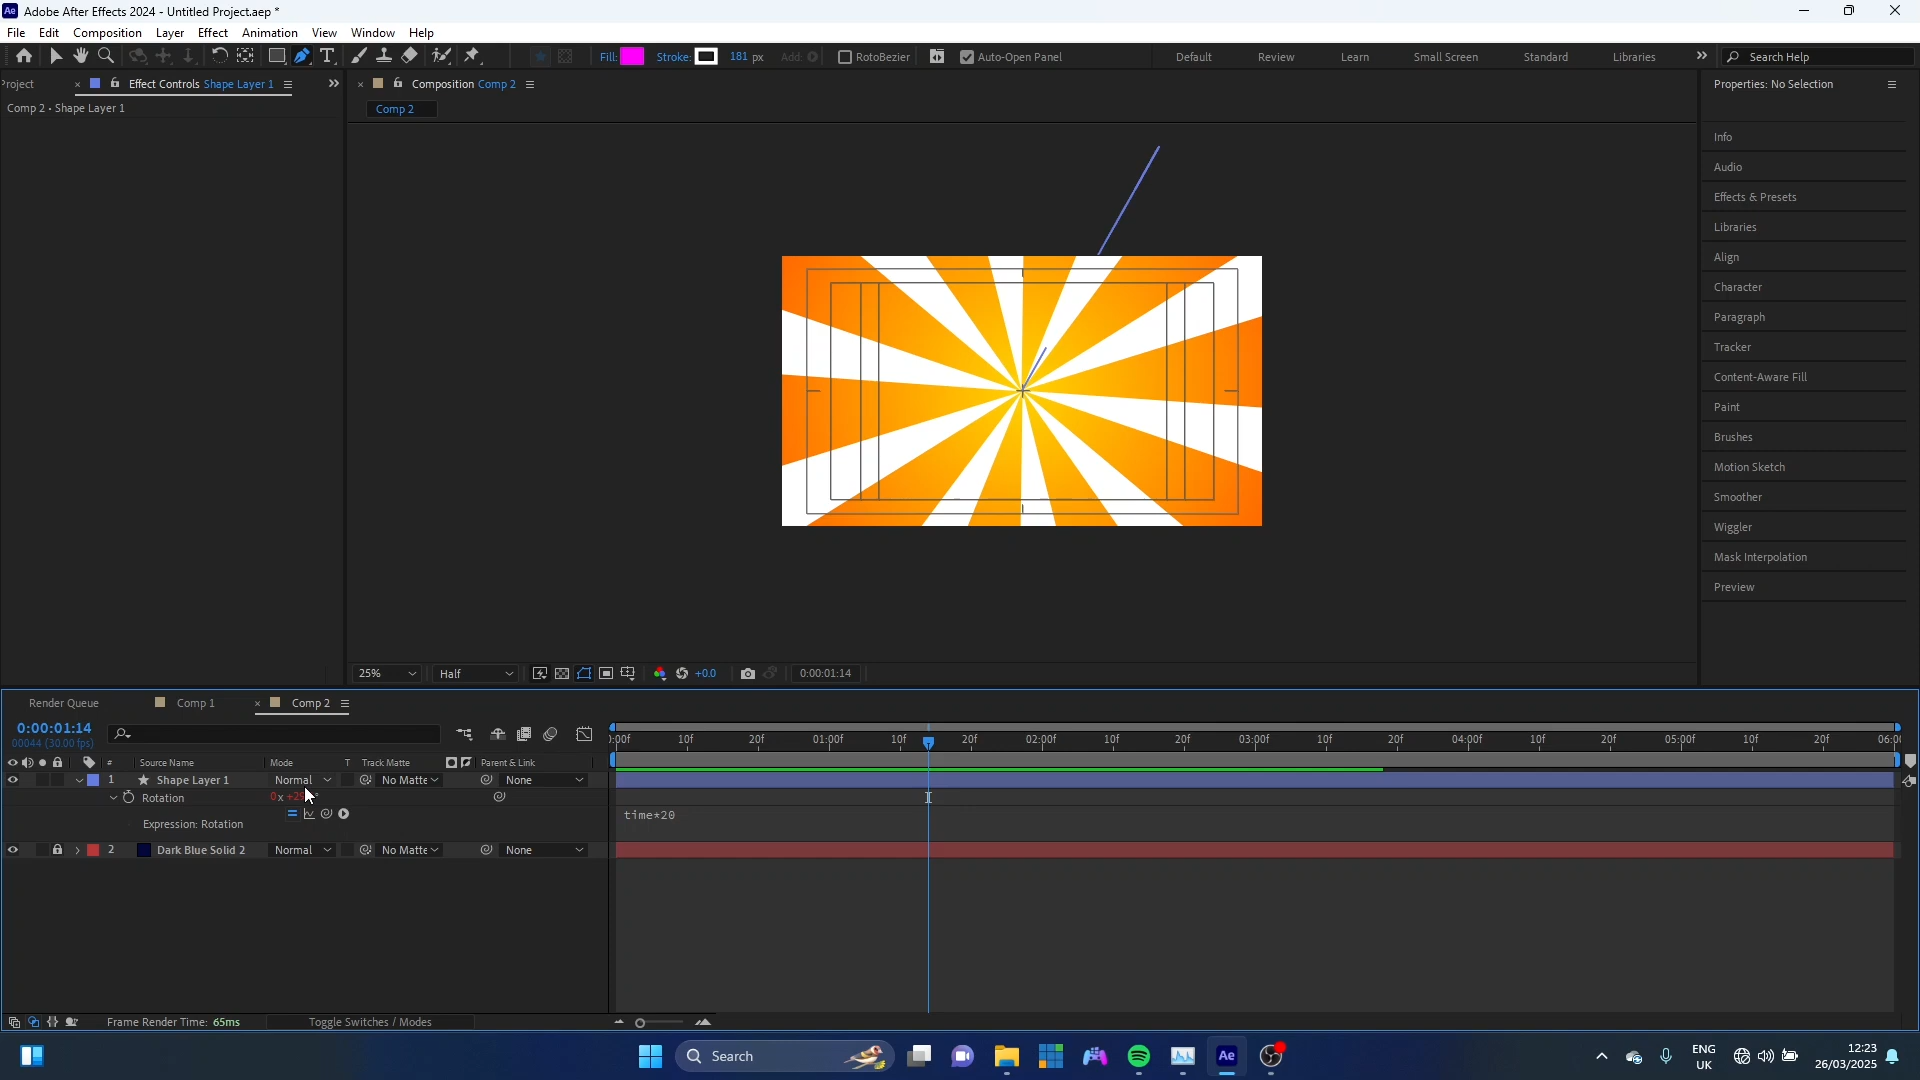 Adobe After Effects 2024 - Untitled Project.aep *
File Edit Composition Layer Effect Animation View Window Help
Fill: Stroke: 181 px Add: RotoBezier Auto-Open Panel Default Review Learn Small Screen Standard Libraries Search Help
Project Effect Controls Shape Layer 1 Composition Comp 2 Properties: No Selection
Comp 2 • Shape Layer 1
Comp 2
Info
Audio
Effects & Presets
Libraries
Align
Character
Paragraph
Tracker
Content-Aware Fill
Paint
Brushes
Motion Sketch
Smoother
Wiggler
Mask Interpolation
Preview
25% Half +0.0 0:00:01:14
Render Queue Comp 1 Comp 2
0:00:01:14
00044 (30.00 fps)
:00f 10f 20f 01:00f 10f 20f 02:00f 10f 20f 03:00f 10f 20f 04:00f 10f 20f 05:00f 10f 20f 06:0
# Source Name Mode T Track Matte Parent & Link
1 Shape Layer 1 Normal No Matte None
Rotation 0x
Expression: Rotation time*20
2 Dark Blue Solid 2 Normal No Matte None
Frame Render Time: 65ms Toggle Switches / Modes
Search
Ae
ENG
UK
12:23
26/03/2025